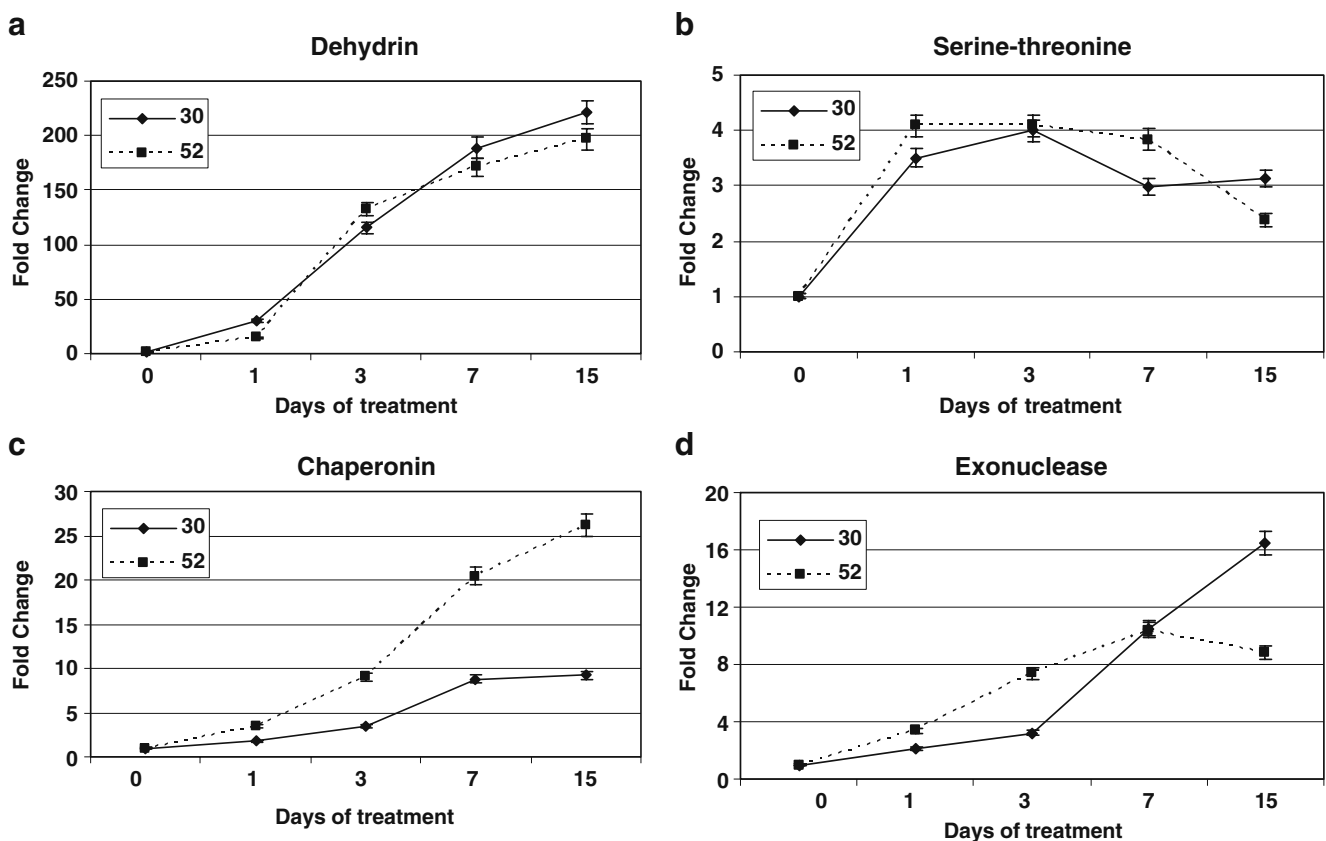 a
Dehydrin
Fold Change
250
200
150
100
50
0
30
52
0 1 3 7 15
Days of treatment
b
Serine-threonine
Fold Change
5
4
3
2
1
0
30
52
0 1 3 7 15
Days of treatment
c
Chaperonin
Fold Change
30
25
20
15
10
5
0
30
52
0 1 3 7 15
Days of treatment
d
Exonuclease
Fold Change
20
16
12
8
4
0
30
52
0 1 3 7 15
Days of treatment